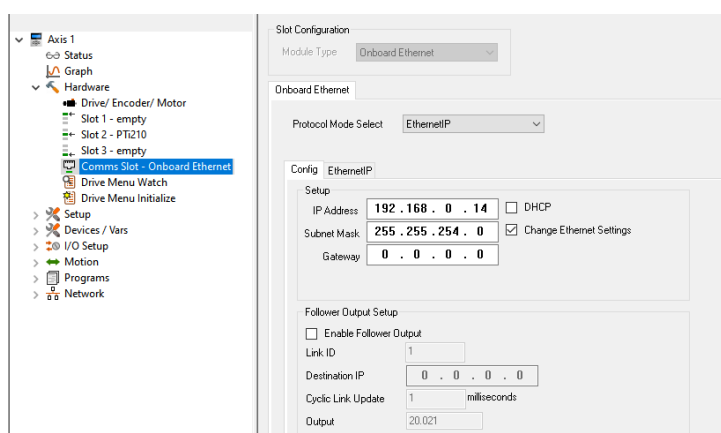 Axis 1
Status
Graph
Hardware
Drive/ Encoder/ Motor
Slot 1 - empty
Slot 2 - PTi210
Slot 3 - empty
Comms Slot - Onboard Ethernet
Drive Menu Watch
Drive Menu Initialize
Setup
Devices / Vars
I/O Setup
Motion
Programs
Network
Slot Configuration
Module Type Onboard Ethernet
Onboard Ethernet
Protocol Mode Select EthernetIP
Config EthernetIP
Setup
IP Address 192 . 168 . 0 . 14 DHCP
Subnet Mask 255 . 255 . 254 . 0 Change Ethernet Settings
Gateway 0 . 0 . 0 . 0
Follower Output Setup
Enable Follower Output
Link ID 1
Destination IP 0 . 0 . 0 . 0
Cyclic Link Update 1 milliseconds
Output 20.021